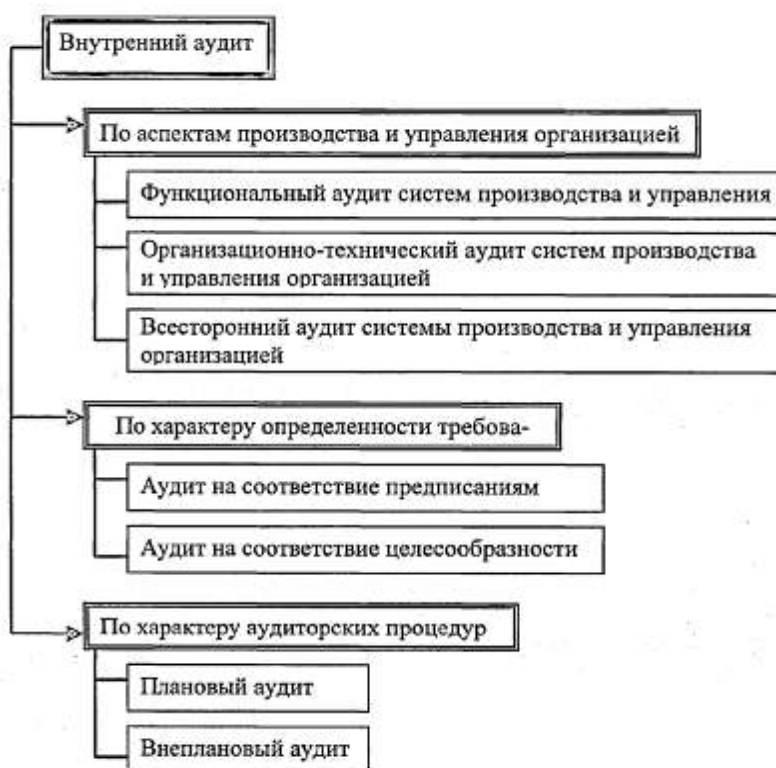 Внутренний аудит
По аспектам производства и управления организацией
Функциональный аудит систем производства и управления
Организационно-технический аудит систем производства
и управления организацией
Всесторонний аудит системы производства и управления
организацией
По характеру определенности требова-
Аудит на соответствие предписаниям
Аудит на соответствие целесообразности
По характеру аудиторских процедур
Плановый аудит
Внеплановый аудит